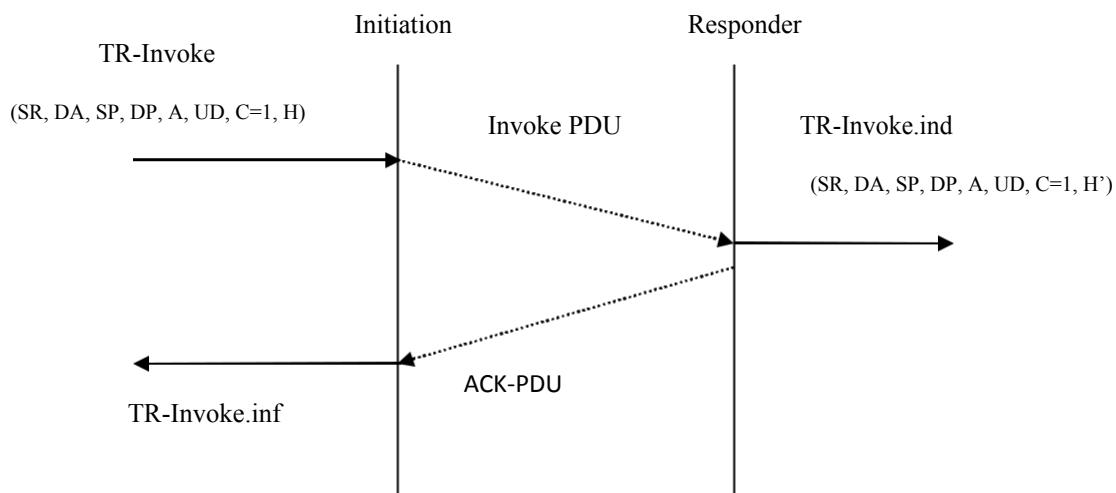 Initiation
Responder
TR-Invoke
(SR, DA, SP, DP, A, UD, C=1, H)
Invoke PDU
TR-Invoke.ind
(SR, DA, SP, DP, A, UD, C=1, H’)
ACK-PDU
TR-Invoke.inf